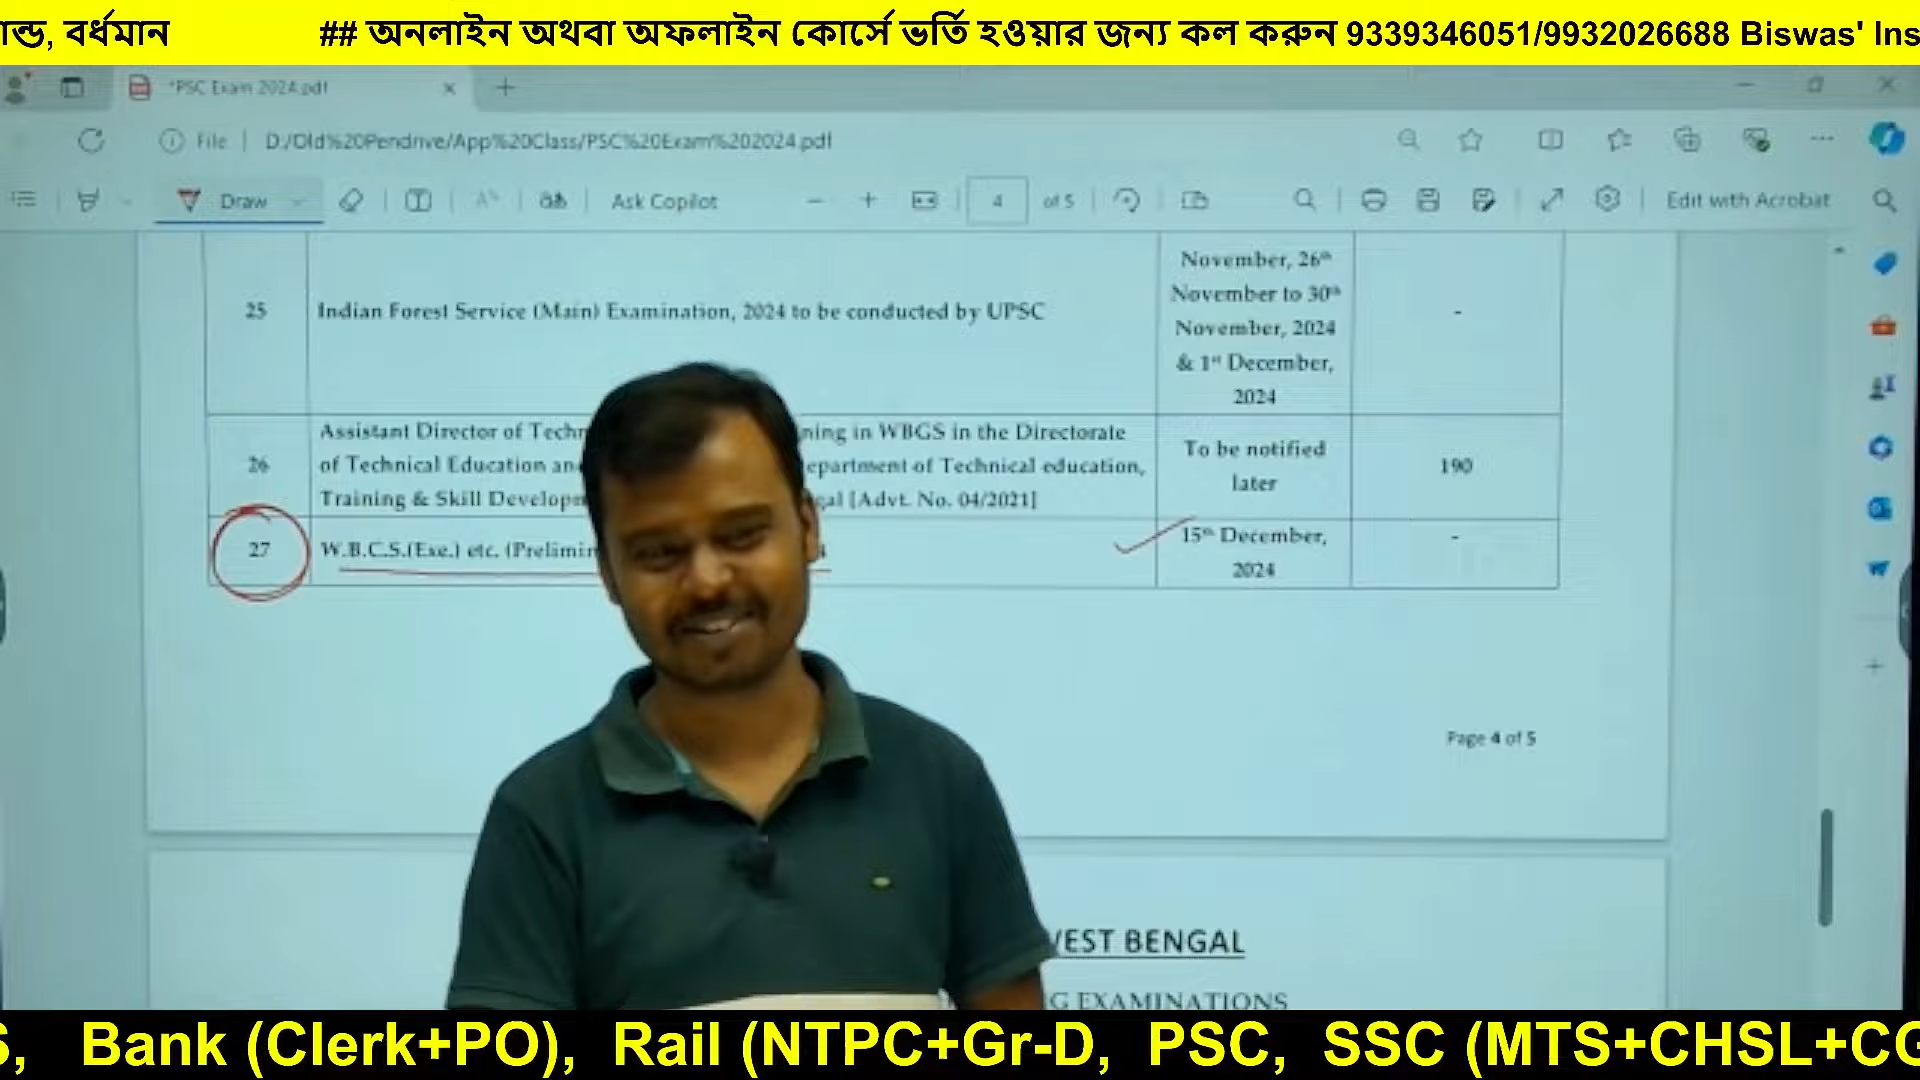 ান্ড, বর্ধমান ## অনলাইন অথবা অফলাইন কোর্সে ভর্তি হওয়ার জন্য কল করুন 9339346051/9932026688 Biswas' Ins
*PSC Exam 2024.pdf
File D:/Old%20Pendrive/App%20Class/PSC%20Exam%202024.pdf
Draw Ask Copilot 4 of 5 Edit with Acrobat
November, 26th
November to 30th
November, 2024
& 1st December,
2024
25 Indian Forest Service (Main) Examination, 2024 to be conducted by UPSC -
Assistant Director of Techn ning in WBGS in the Directorate
26 of Technical Education an epartment of Technical education,
Training & Skill Developm gal [Advt. No. 04/2021]
To be notified
later
190
27 W.B.C.S.(Exe.) etc. (Prelimin
15th December,
2024
-
Page 4 of 5
WEST BENGAL
G EXAMINATIONS
S, Bank (Clerk+PO), Rail (NTPC+Gr-D, PSC, SSC (MTS+CHSL+CG